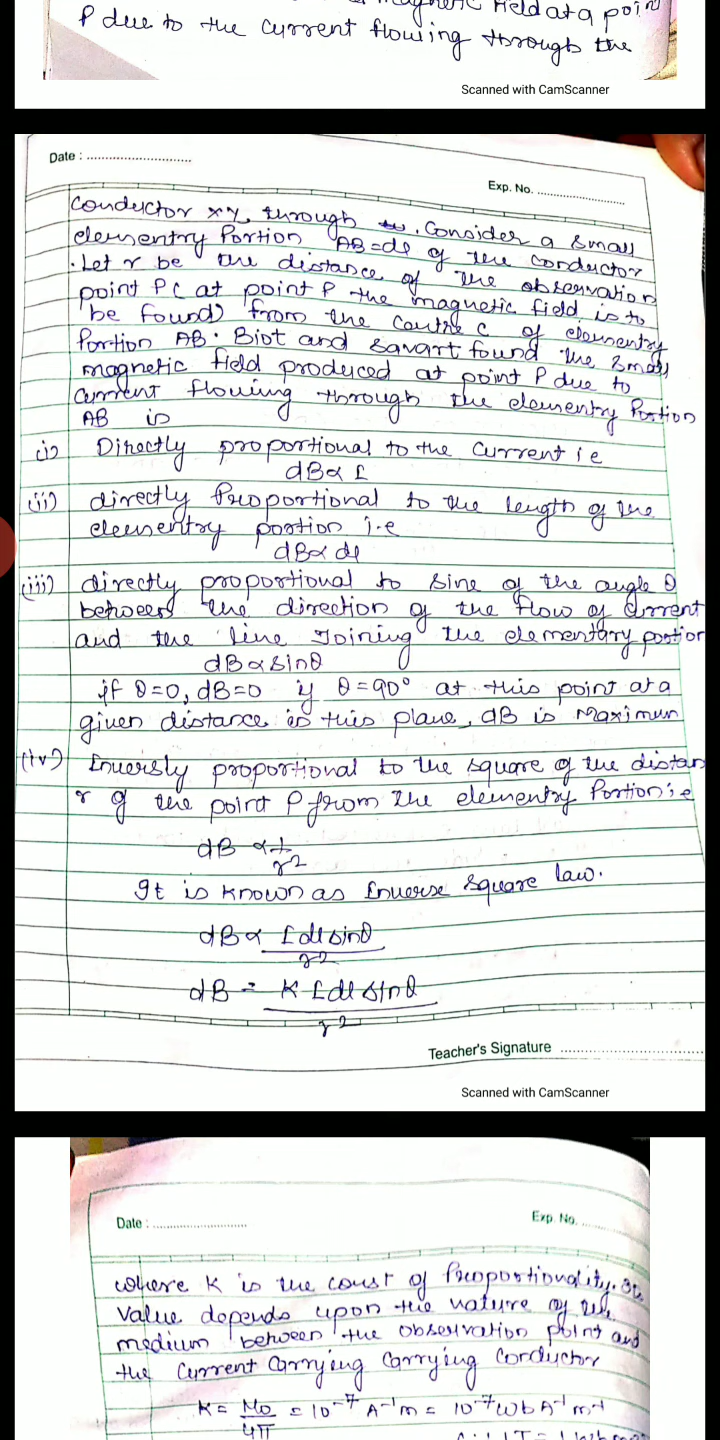 P due to the current flowing through the
Scanned with CamScanner
Date : ............................
Exp. No. ........................
Conductor XY, through . Consider a small
elementry Portion AB=dl of the conductor
.Let r be the distance of the observation
point P( at point P the magnetic field is to
be found) from the centre C of elementry
Portion AB. Biot and Savart found the small
magnetic field produced at point P due to
current flowing through the elementry Portion
AB is
(i) Directly proportional to the current ie
dB∝ I
(ii) directly Proportional to the length of the
elementry portion i.e
dB∝ dl
(iii) directly proportional to sine of the angle θ
between the direction of the flow of current
and the line Joining the elementary portion
dB∝sinθ
if θ=0, dB=0 if θ=90° at this point at a
given distance in this plane, dB is Maximum
(iv) Inversly proportional to the square of the distan
r of the point P from the elementry Portion i.e
dB ∝ 1/r2
It is known as Inverse square law.
dB ∝ I dl sinθ / r2
dB = K I dl sinθ / r2
Teacher's Signature ................................
Scanned with CamScanner
Date : ............................
Exp. No. ......
where K is the const of Proportionality. Its
value depends upon the nature of the
medium between the observation point and
the current Carrying Carrying Conductor
K = M0/4π = 10-7 A-1 m = 10-7 wb A-1 m-1